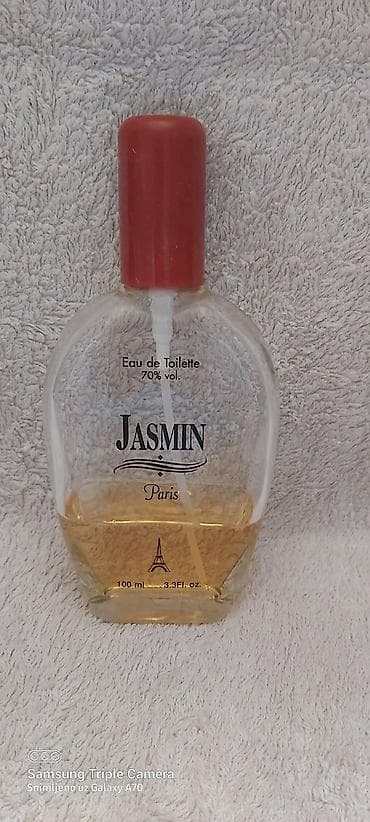 Eau de Toilette
70% vol.
JASMIN
Paris
100 ml 3.3Fl. oz.
Samsung Triple Camera
Snimljeno uz Galaxy A70